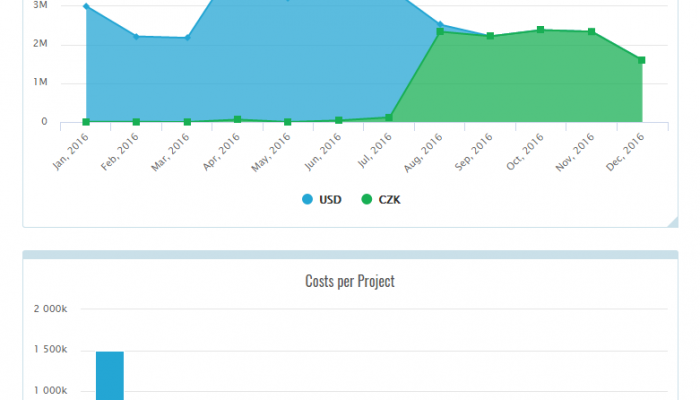 3M
2M
1M
0
Jan, 2016 Feb, 2016 Mar, 2016 Apr, 2016 May, 2016 Jun, 2016 Jul, 2016 Aug, 2016 Sep, 2016 Oct, 2016 Nov, 2016 Dec, 2016
USD CZK
Costs per Project
2 000k
1 500k
1 000k